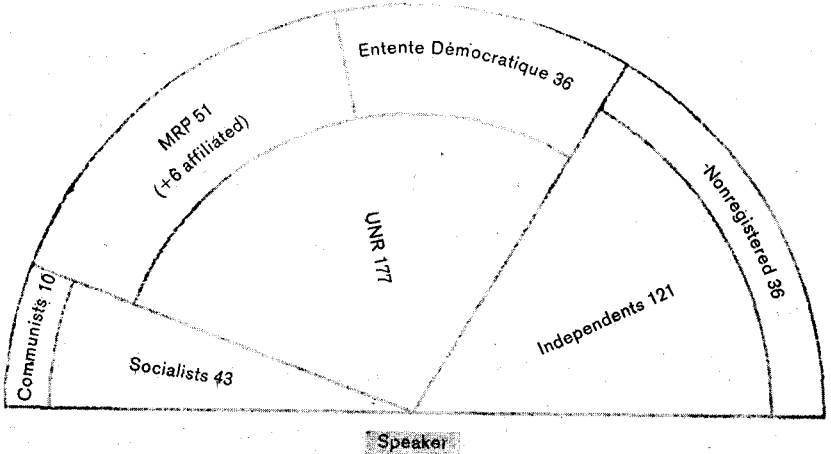 Entente Démocratique 36
MRP 51
(+6 affiliated)
Nonregistered 36
UNR 177
Communists 10
Independents 121
Socialists 43
Speaker